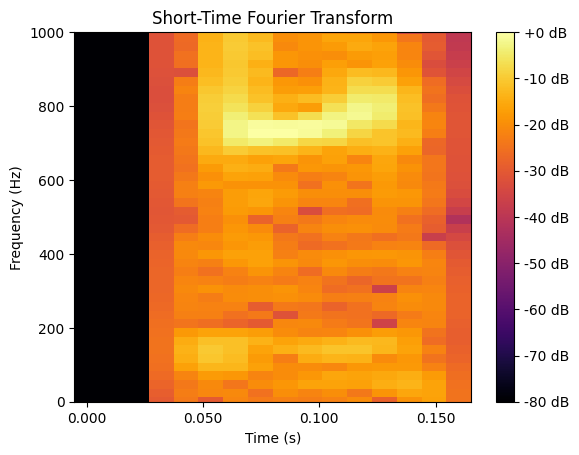 Short-Time Fourier Transform
1000
800
600
400
200
0
Frequency (Hz)
0.000
0.050
0.100
0.150
Time (s)
+0 dB
-10 dB
-20 dB
-30 dB
-40 dB
-50 dB
-60 dB
-70 dB
-80 dB